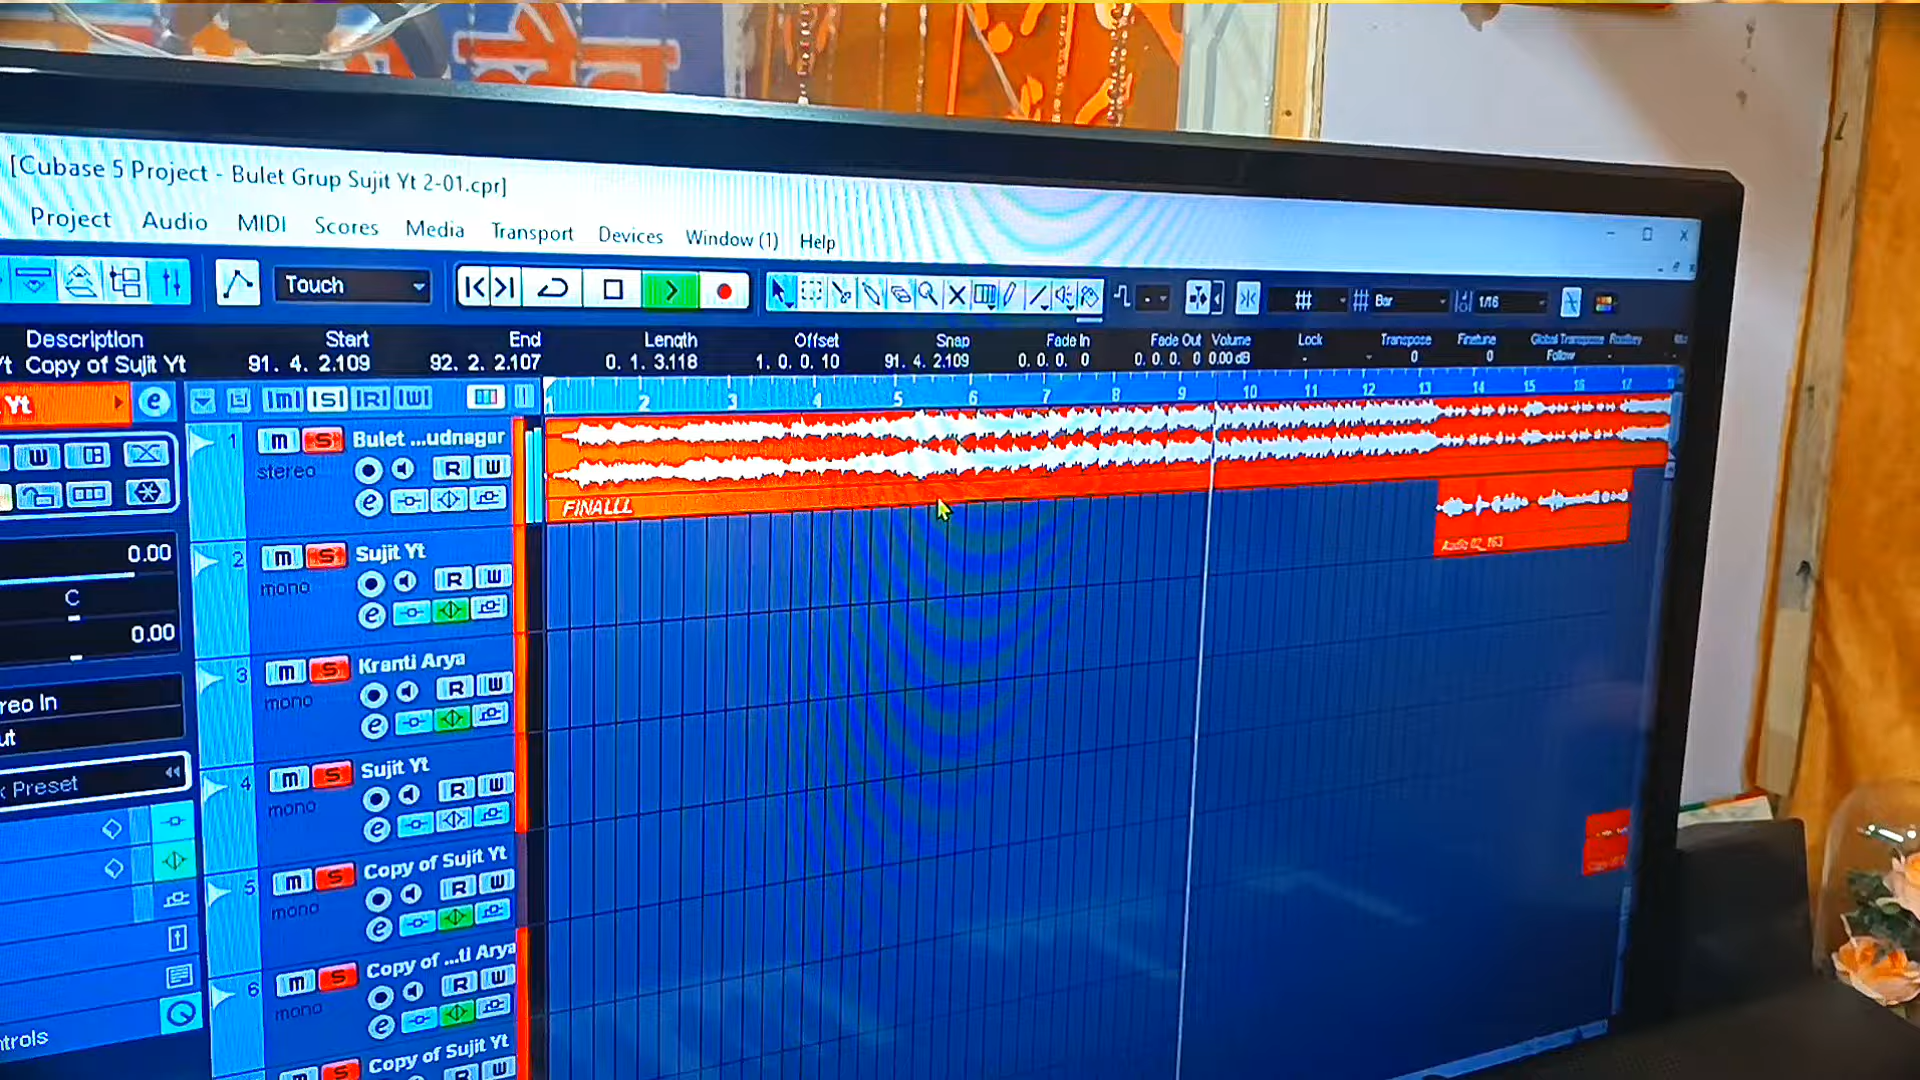 [Cubase 5 Project - Bulet Grup Sujit Yt 2-01.cpr]
Project Audio MIDI Scores Media Transport Devices Window (1) Help
Touch
Bar
1/16
Description Start End Length Offset Snap Fade In Fade Out Volume Lock Transpose Finetune Global Transpose
Copy of Sujit Yt 91. 4. 2.109 92. 2. 2.107 0. 1. 3.118 1. 0. 0. 10 91. 4. 2.109 0. 0. 0. 0 0. 0. 0. 0 0.00 dB - - 0 0 Follow -
Yt
1 2 3 4 5 6 7 8 9 10 11 12 13 14 15 16 17
1 m S Bulet ...udnagar
stereo R W
FINALLL
Audio 02_163
2 m S Sujit Yt
mono R W
3 m S Kranti Arya
mono R W
4 m S Sujit Yt
mono R W
5 m S Copy of Sujit Yt
mono R W
6 m S Copy of ...ti Arya
mono R W
m S Copy of Sujit Yt
R W
0.00
C
0.00
reo In
ut
Preset
ntrols